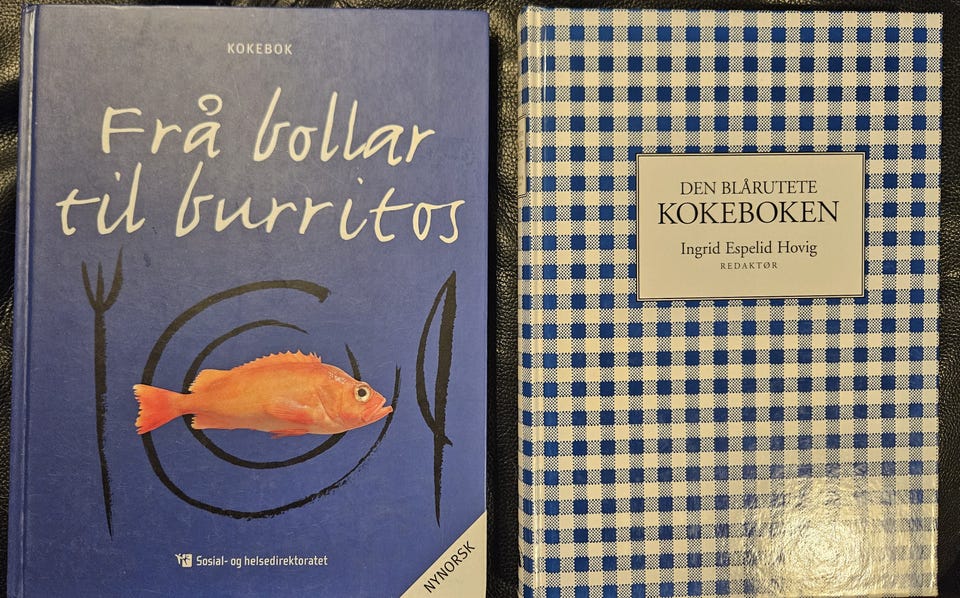 KOKEBOK
Frå bollar
til burritos
Sosial- og helsedirektoratet
NYNORSK
DEN BLÅRUTETE
KOKEBOKEN
Ingrid Espelid Hovig
REDAKTØR